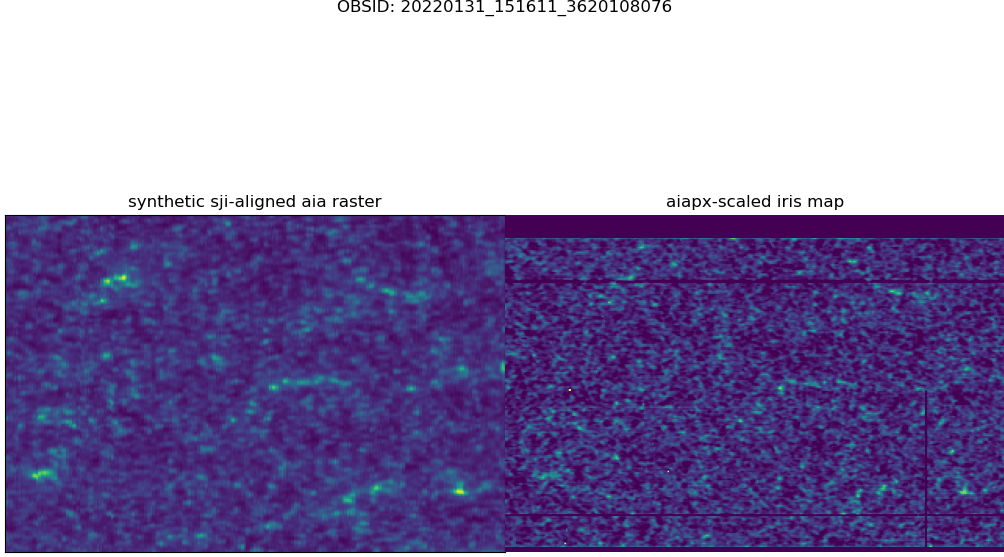 OBSID: 20220131_151611_3620108076
synthetic sji-aligned aia raster
aiapx-scaled iris map